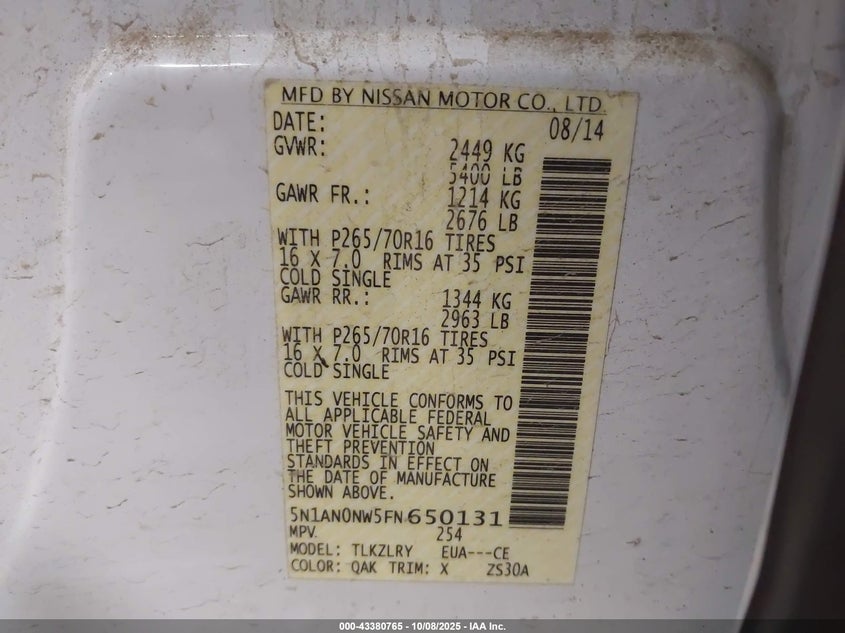 MFD BY NISSAN MOTOR CO., LTD.
DATE: 08/14
GVWR: 2449 KG
5400 LB
GAWR FR.: 1214 KG
2676 LB
WITH P265/70R16 TIRES
16 X 7.0 RIMS AT 35 PSI
COLD SINGLE
GAWR RR.: 1344 KG
2963 LB
WITH P265/70R16 TIRES
16 X 7.0 RIMS AT 35 PSI
COLD SINGLE
THIS VEHICLE CONFORMS TO
ALL APPLICABLE FEDERAL
MOTOR VEHICLE SAFETY AND
THEFT PREVENTION
STANDARDS IN EFFECT ON
THE DATE OF MANUFACTURE
SHOWN ABOVE.
5N1AN0NW5FN650131
MPV. 254
MODEL: TLKZLRY EUA---CE
COLOR: QAK TRIM: X ZS30A
000-43380765 - 10/08/2025 - IAA Inc.